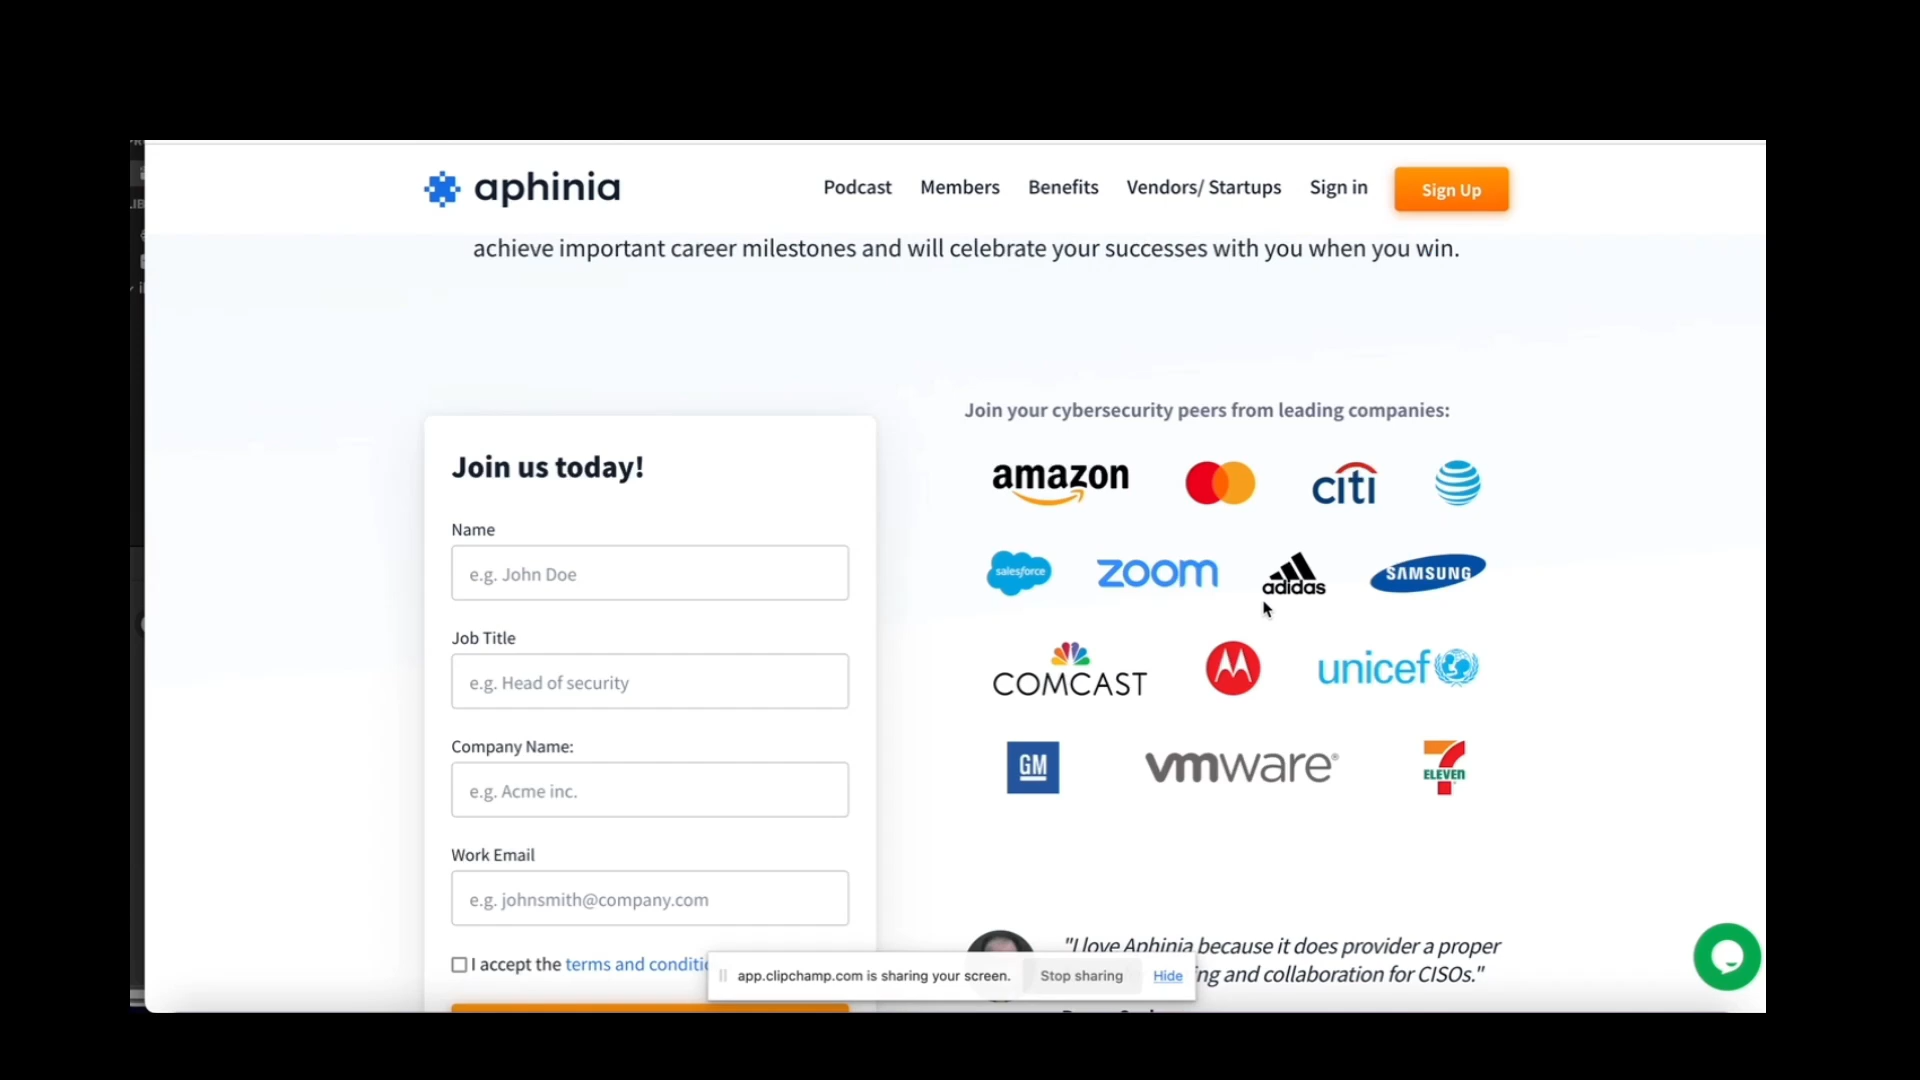 aphinia
Podcast Members Benefits Vendors/ Startups Sign in Sign Up
achieve important career milestones and will celebrate your successes with you when you win.
Join us today!
Name
e.g. John Doe
Job Title
e.g. Head of security
Company Name:
e.g. Acme inc.
Work Email
e.g. johnsmith@company.com
I accept the terms and conditio
Join your cybersecurity peers from leading companies:
amazon citi
salesforce zoom adidas SAMSUNG
COMCAST unicef
GM vmware® 7 ELEVEN
"I love Aphinia because it does provider a proper
ng and collaboration for CISOs."
app.clipchamp.com is sharing your screen. Stop sharing Hide